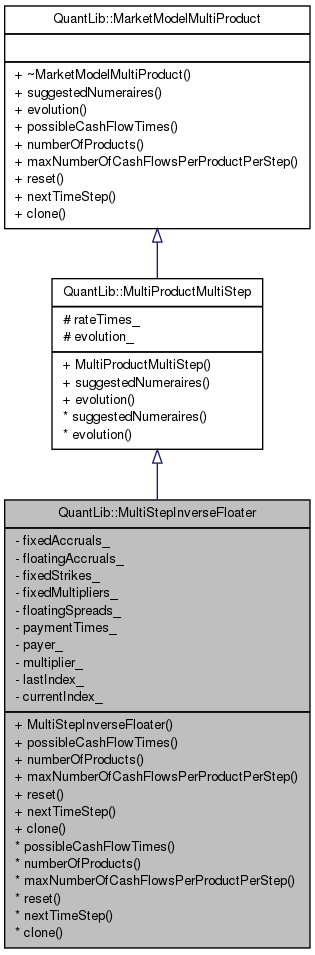 QuantLib::MarketModelMultiProduct
+ ~MarketModelMultiProduct()
+ suggestedNumeraires()
+ evolution()
+ possibleCashFlowTimes()
+ numberOfProducts()
+ maxNumberOfCashFlowsPerProductPerStep()
+ reset()
+ nextTimeStep()
+ clone()
QuantLib::MultiProductMultiStep
# rateTimes_
# evolution_
+ MultiProductMultiStep()
+ suggestedNumeraires()
+ evolution()
* suggestedNumeraires()
* evolution()
QuantLib::MultiStepInverseFloater
- fixedAccruals_
- floatingAccruals_
- fixedStrikes_
- fixedMultipliers_
- floatingSpreads_
- paymentTimes_
- payer_
- multiplier_
- lastIndex_
- currentIndex_
+ MultiStepInverseFloater()
+ possibleCashFlowTimes()
+ numberOfProducts()
+ maxNumberOfCashFlowsPerProductPerStep()
+ reset()
+ nextTimeStep()
+ clone()
* possibleCashFlowTimes()
* numberOfProducts()
* maxNumberOfCashFlowsPerProductPerStep()
* reset()
* nextTimeStep()
* clone()